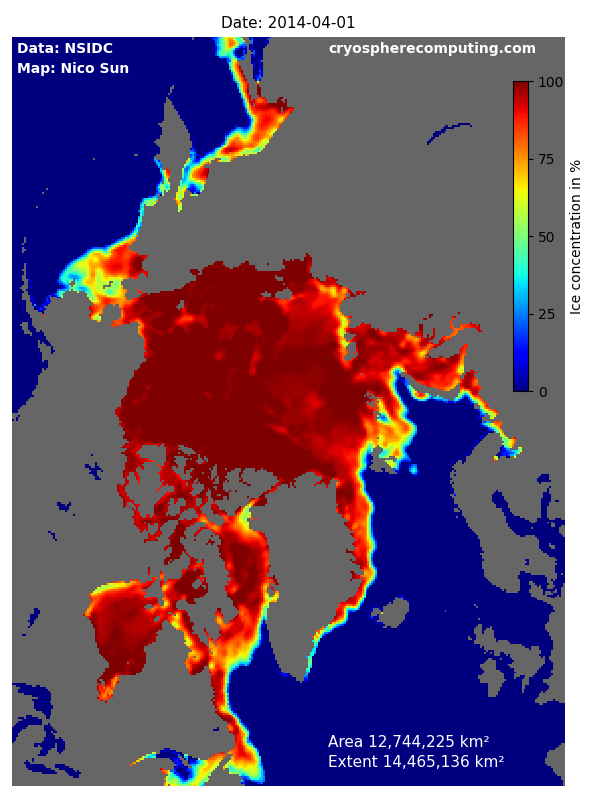 Date: 2014-04-01
Data: NSIDC
Map: Nico Sun
cryospherecomputing.com
100
75
50
25
0
Ice concentration in %
Area 12,744,225 km²
Extent 14,465,136 km²